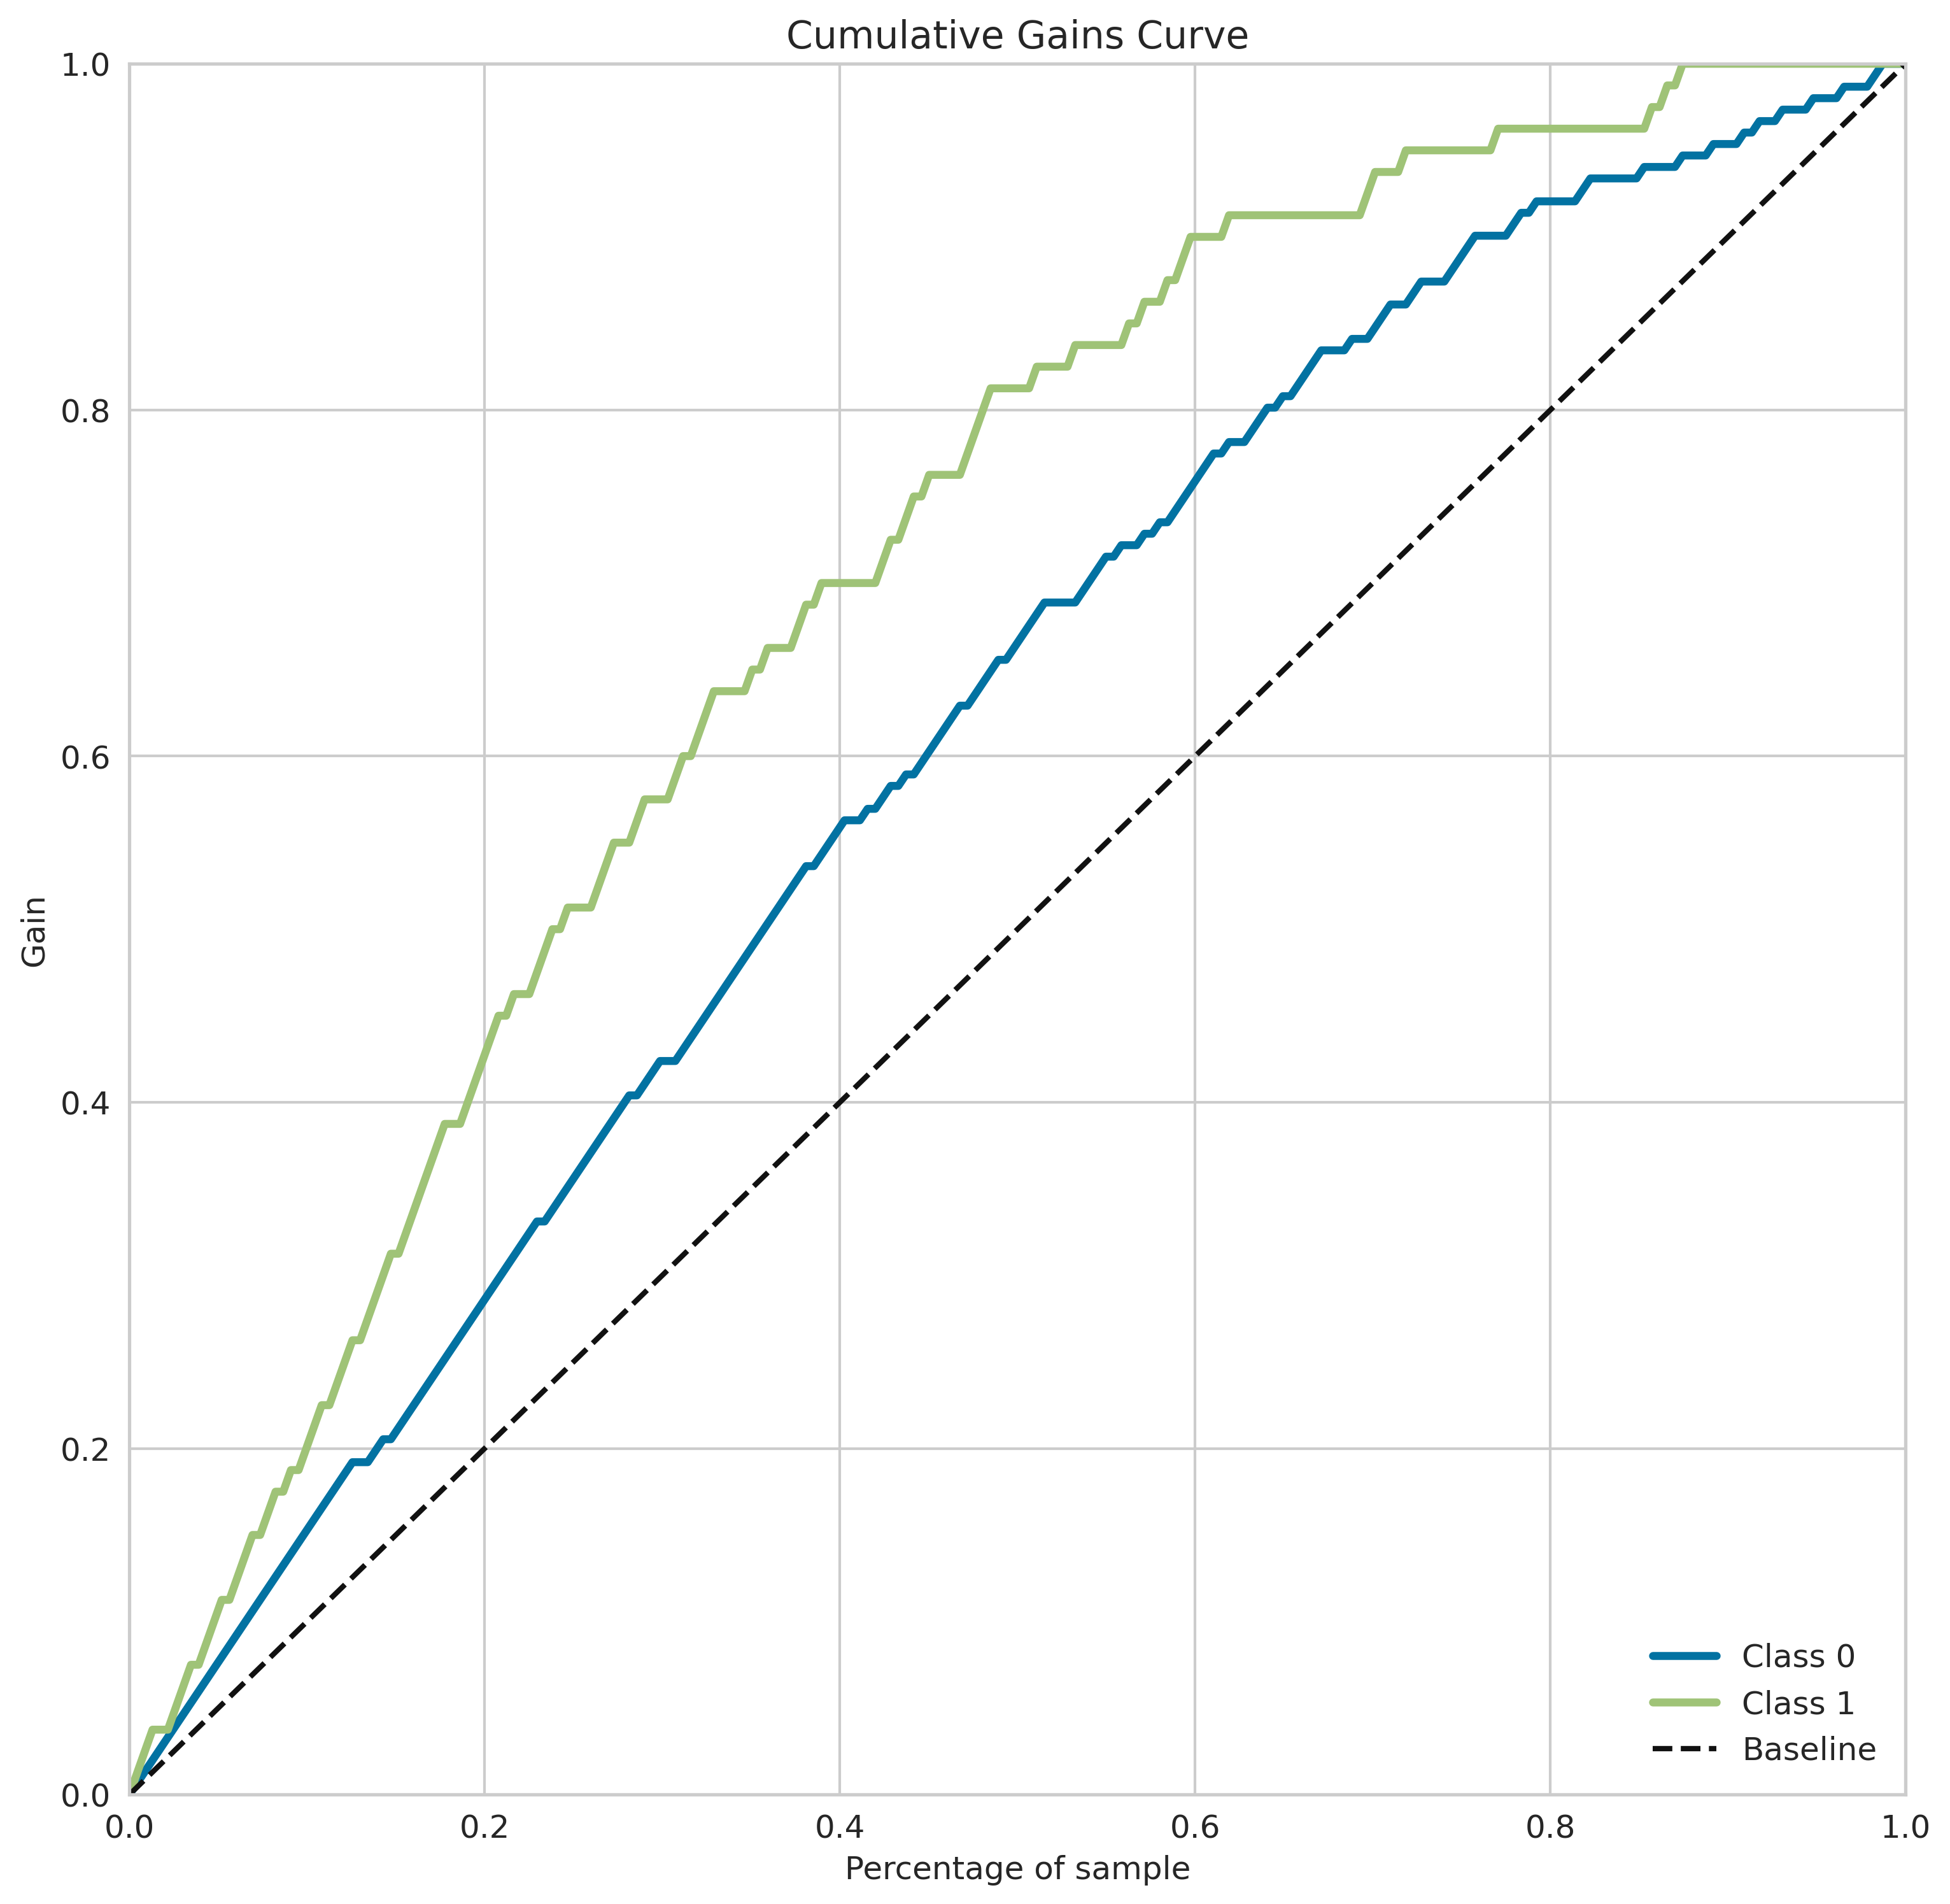 Cumulative Gains Curve
1.0
0.8
0.6
0.4
0.2
0.0
Gain
0.0 0.2 0.4 0.6 0.8 1.0
Percentage of sample
Class 0
Class 1
Baseline